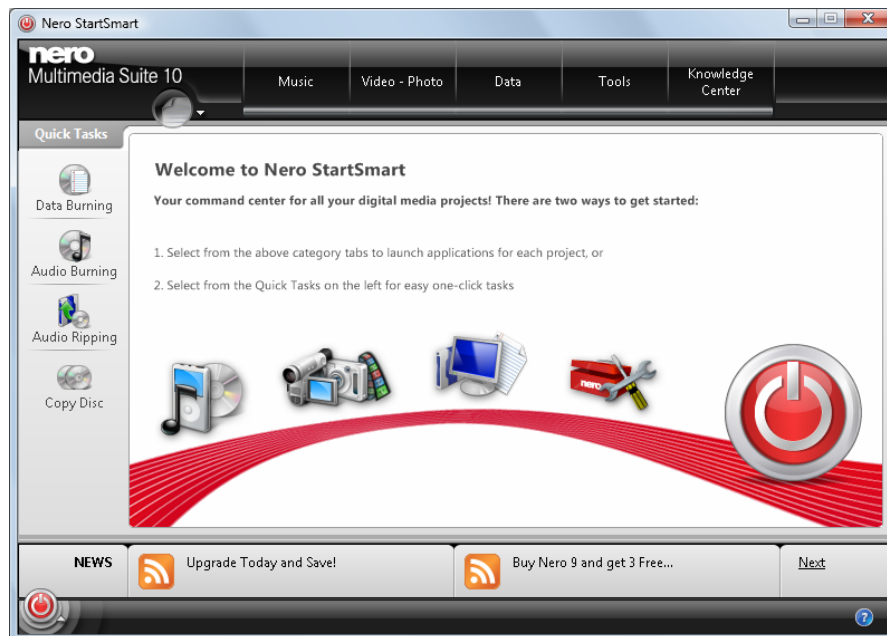 Nero StartSmart
nero
Multimedia Suite 10
Music
Video - Photo
Data
Tools
Knowledge
Center
Quick Tasks
Data Burning
Audio Burning
Audio Ripping
Copy Disc
Welcome to Nero StartSmart
Your command center for all your digital media projects! There are two ways to get started:
1. Select from the above category tabs to launch applications for each project, or
2. Select from the Quick Tasks on the left for easy one-click tasks
nero
NEWS
Upgrade Today and Save!
Buy Nero 9 and get 3 Free...
Next
?